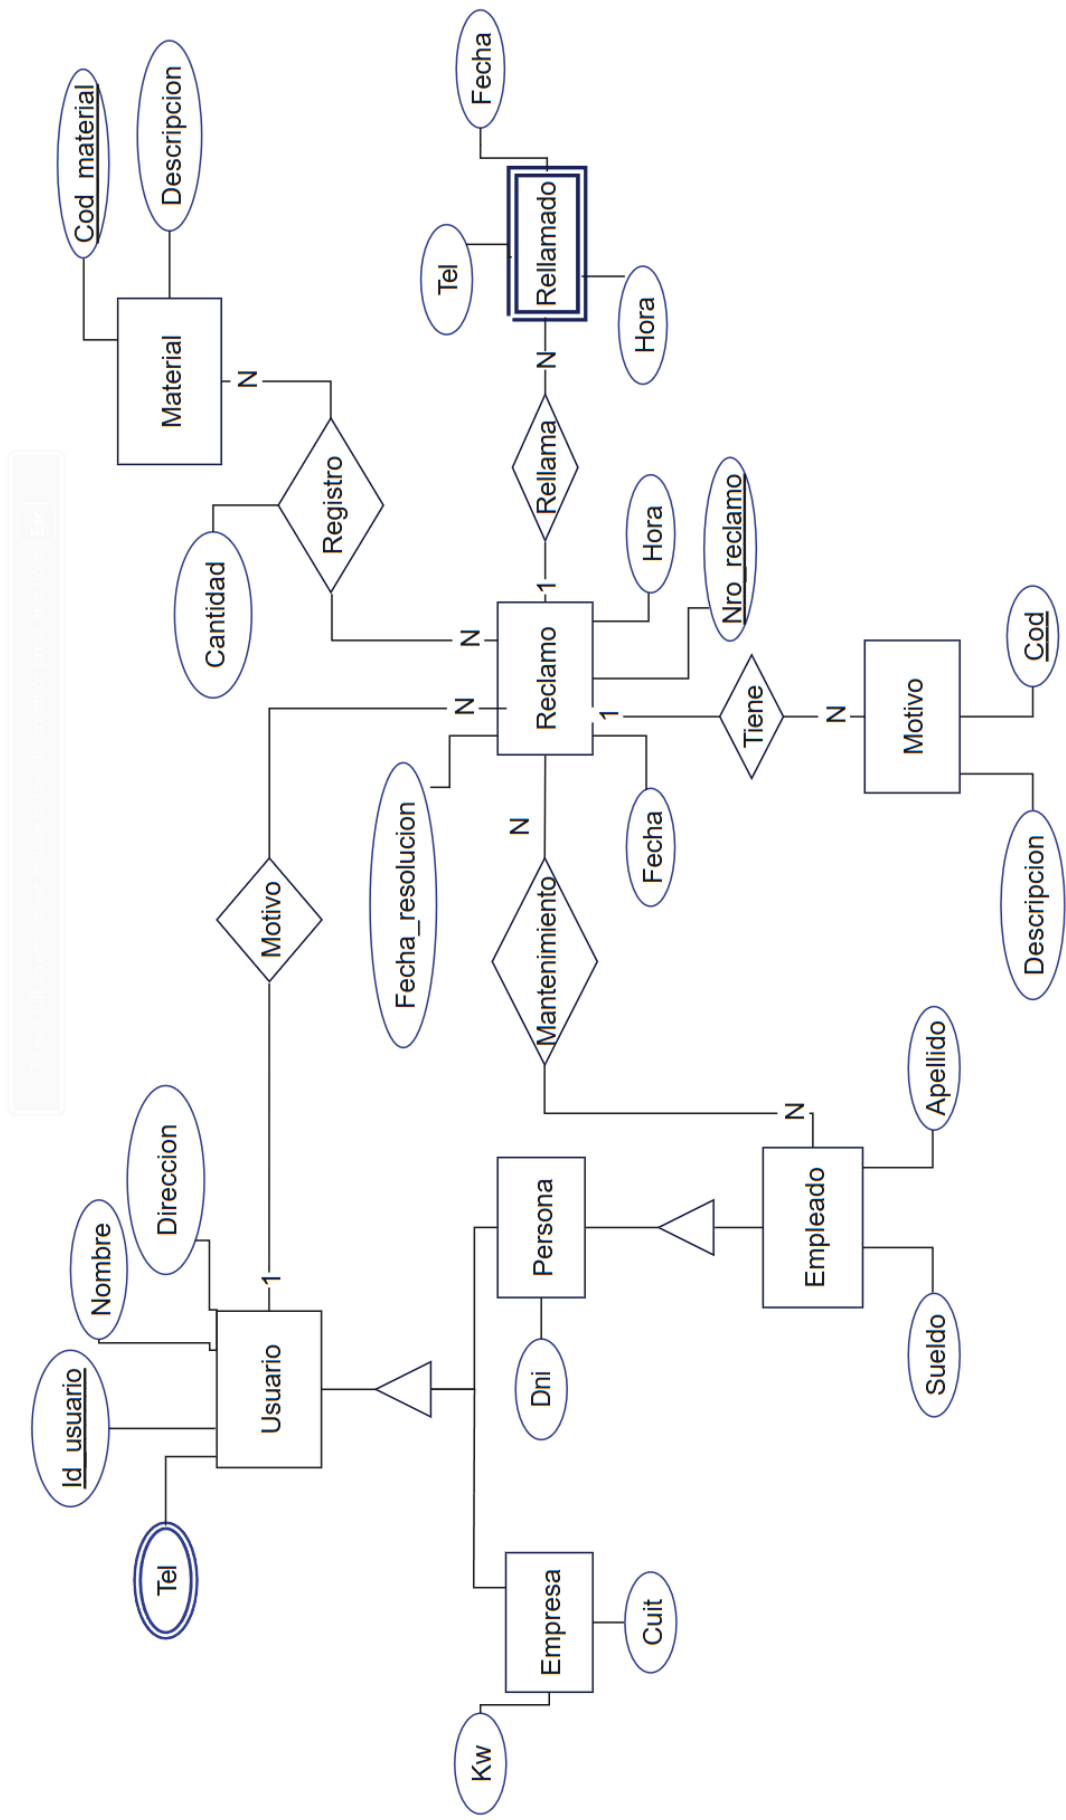 Tel
Id_usuario
Nombre
Direccion
Usuario
1
Motivo
N
Cantidad
Registro
N
N
Material
Cod_material
Descripcion
Kw
Empresa
Cuit
Dni
Persona
Fecha_resolucion
Mantenimiento
N
N
Reclamo
1
Rellama
N
Rellamado
Tel
Fecha
Hora
Hora
Nro_reclamo
Fecha
1
Tiene
N
Motivo
Cod
Descripcion
Empleado
Sueldo
Apellido